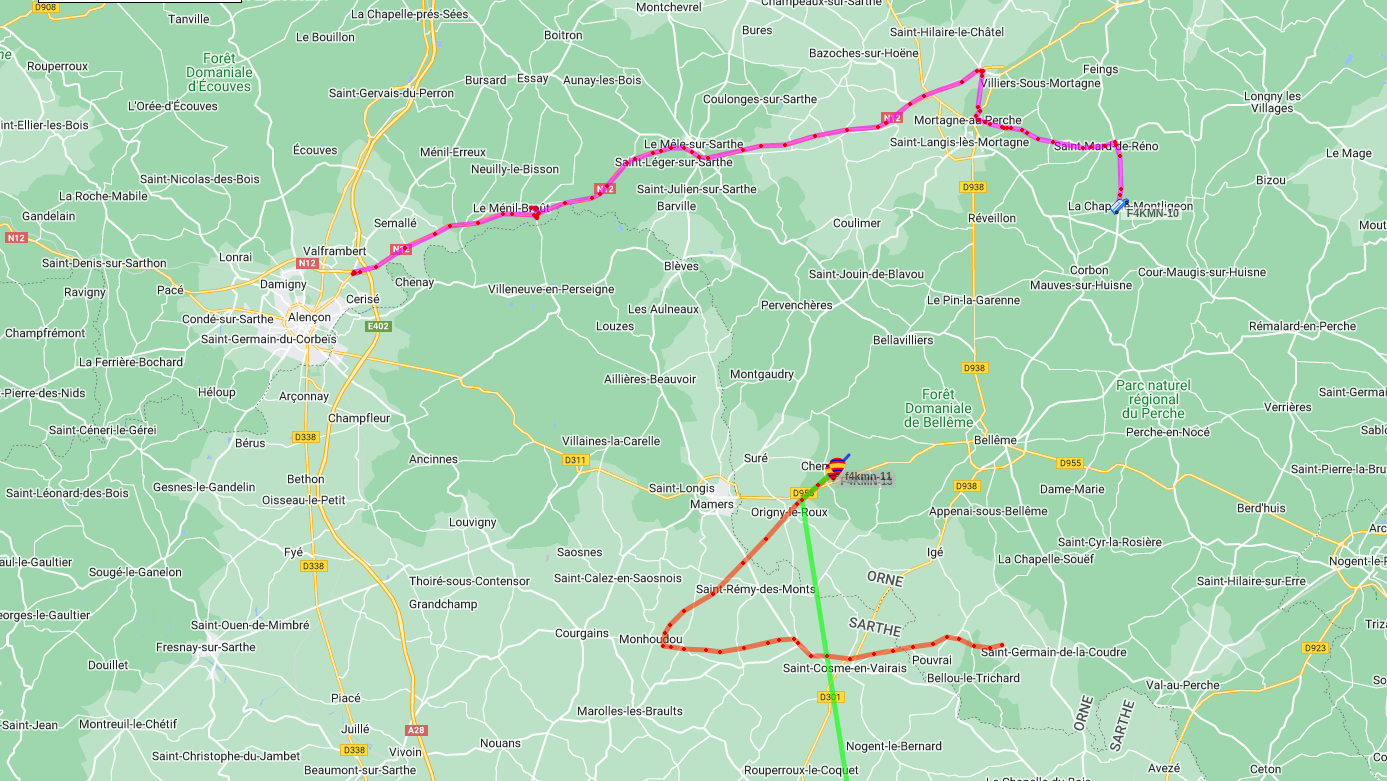 D908
Tanville
La Chapelle-près-Sées
Montchevrel
Champeaux-sur-Sarthe
Le Bouillon
Boitron
Bures
Saint-Hilaire-le-Châtel
Bazoches-sur-Hoëne
Rouperroux
Forêt
Domaniale
d'Écouves
Bursard
Essay
Aunay-les-Bois
Feings
Villiers-Sous-Mortagne
Longny les
Villages
L'Orée-d'Écouves
Saint-Gervais-du-Perron
Coulonges-sur-Sarthe
N12
Mortagne-au-Perche
nt-Ellier-les-Bois
Écouves
Ménil-Erreux
Le Mêle-sur-Sarthe
Saint-Langis-lès-Mortagne
Saint-Mard-de-Réno
Le Mage
Neuilly-le-Bisson
Saint-Léger-sur-Sarthe
Saint-Nicolas-des-Bois
Bizou
La Roche-Mabile
N12
Saint-Julien-sur-Sarthe
D938
Gandelain
Le Ménil-Broût
Barville
La Chapelle-Montligeon
F4KMN-10
Semallé
Coulimer
Réveillon
Mout
N12
Valframbert
N12
Lonrai
N12
Saint-Denis-sur-Sarthon
Blèves
Saint-Jouin-de-Blavou
Corbon
Cour-Maugis-sur-Huisne
Ravigny
Pacé
Damigny
Cerisé
Chenay
Villeneuve-en-Perseigne
Mauves-sur-Huisne
Les Aulneaux
Pervenchères
Le Pin-la-Garenne
Condé-sur-Sarthe
Alençon
E402
Louzes
Rémalard-en-Perche
Champfrémont
Saint-Germain-du-Corbeis
Bellavilliers
La Ferrière-Bochard
D938
Aillières-Beauvoir
Montgaudry
Parc naturel
régional
du Perche
-Pierre-des-Nids
Héloup
Arçonnay
Forêt
Domaniale
de Bellême
Saint-Germai
Verrières
Champfleur
Saint-Céneri-le-Gérei
D338
Bérus
Villaines-la-Carelle
Bellême
Perche-en-Nocé
Ancinnes
D311
Suré
Chem
D955
Saint-Pierre-la-Bru
f4kmn-11
Bethon
Gesnes-le-Gandelin
Saint-Longis
D938
Dame-Marie
Saint-Léonard-des-Bois
Oisseau-le-Petit
Mamers
Origny-le-Roux
Appenai-sous-Bellême
Berd'huis
Louvigny
Fyé
Saosnes
Igé
Saint-Cyr-la-Rosière
La Chapelle-Souëf
aul-le-Gaultier
D338
Sougé-le-Ganelon
Thoiré-sous-Contensor
Saint-Calez-en-Saosnois
Saint-Rémy-des-Monts
ORNE
Saint-Hilaire-sur-Erre
Grandchamp
eorges-le-Gaultier
Saint-Ouen-de-Mimbré
Courgains
Monhoudou
SARTHE
Fresnay-sur-Sarthe
D923
Saint-Germain-de-la-Coudre
Douillet
Saint-Cosme-en-Vairais
Pouvrai
Bellou-le-Trichard
Val-au-Perche
Piacé
D301
Marolles-les-Braults
ORNE
SARTHE
-Saint-Jean
Montreuil-le-Chétif
Juillé
A28
D338
Vivoin
Nouans
Nogent-le-Bernard
Saint-Christophe-du-Jambet
Beaumont-sur-Sarthe
Rouperroux-le-Coquet
Avezé
Ceton